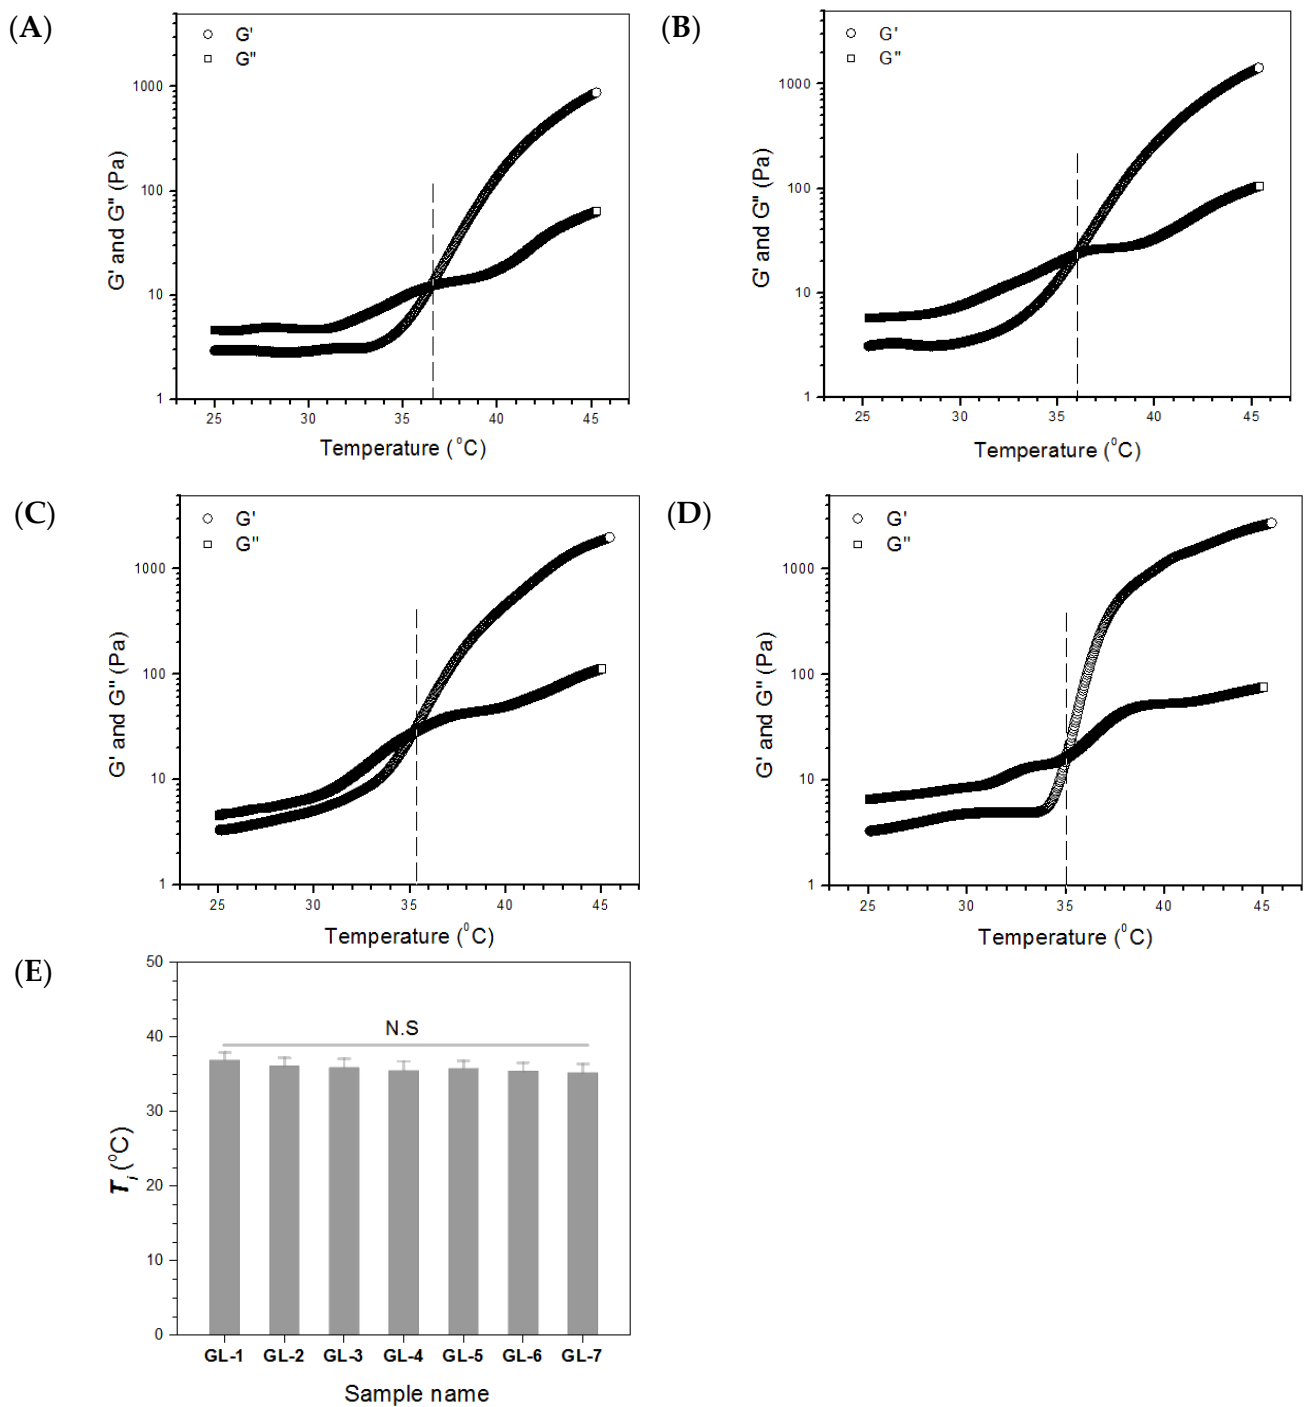 (A)
G'
G"
1000
100
10
1
G' and G" (Pa)
25 30 35 40 45
Temperature (°C)
(B)
G'
G"
1000
100
10
1
G' and G" (Pa)
25 30 35 40 45
Temperature (°C)
(C)
G'
G"
1000
100
10
1
G' and G" (Pa)
25 30 35 40 45
Temperature (°C)
(D)
G'
G"
1000
100
10
1
G' and G" (Pa)
25 30 35 40 45
Temperature (°C)
(E)
50
40
30
20
10
0
N.S
T_i (°C)
GL-1 GL-2 GL-3 GL-4 GL-5 GL-6 GL-7
Sample name